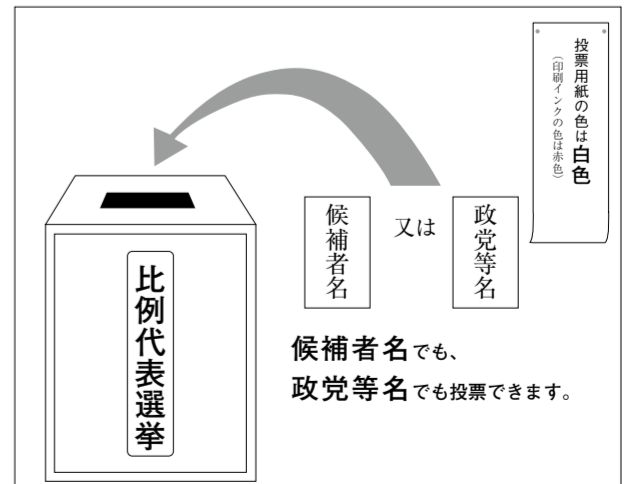 投票用紙の色は白色
（印刷インクの色は赤色）
政党等名
又は
候補者名
比例代表選挙
候補者名でも、
政党等名でも投票できます。